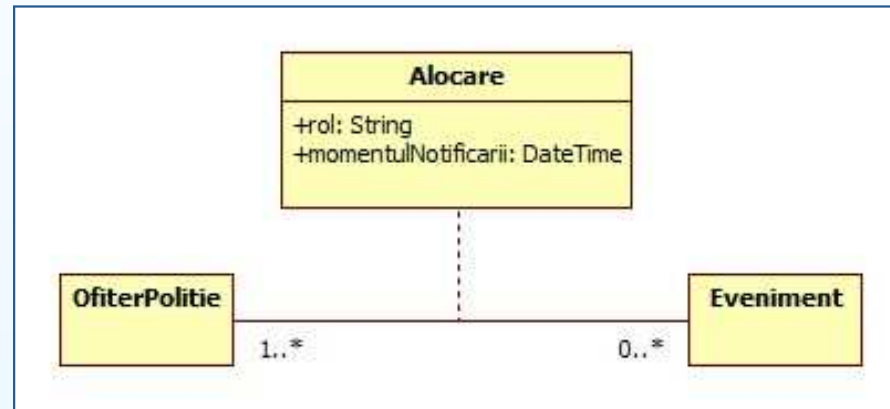 Alocare
+rol: String
+momentulNotificarii: DateTime
OfiterPolitie
Eveniment
1..*
0..*